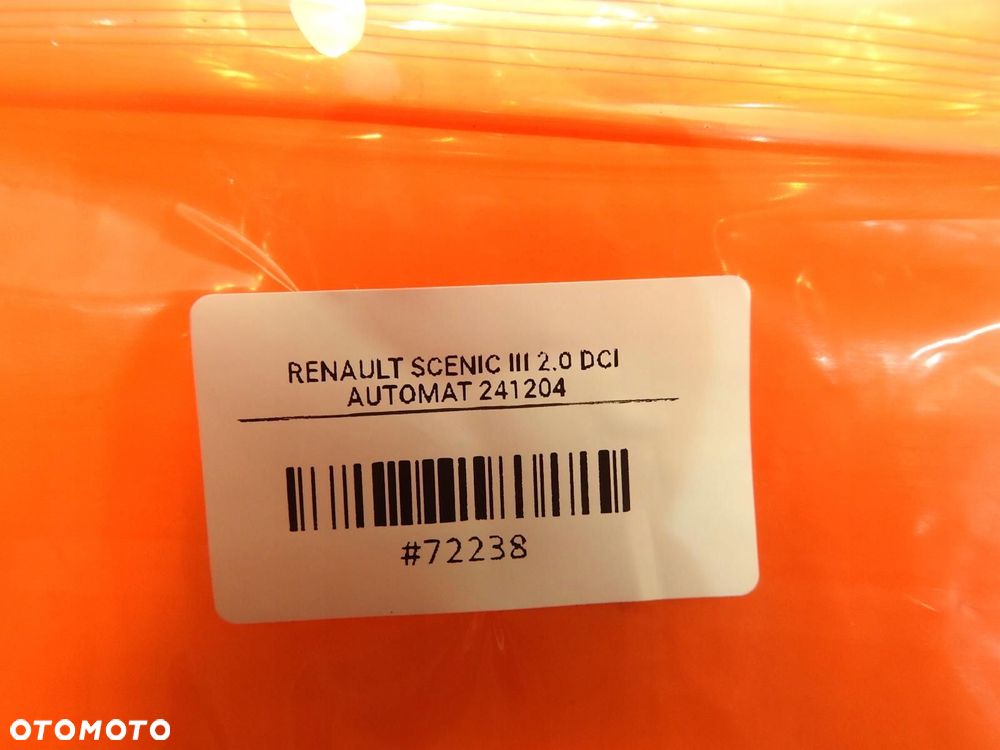 RENAULT SCENIC III 2.0 DCI
AUTOMAT 241204
#72238
OTOMOTO